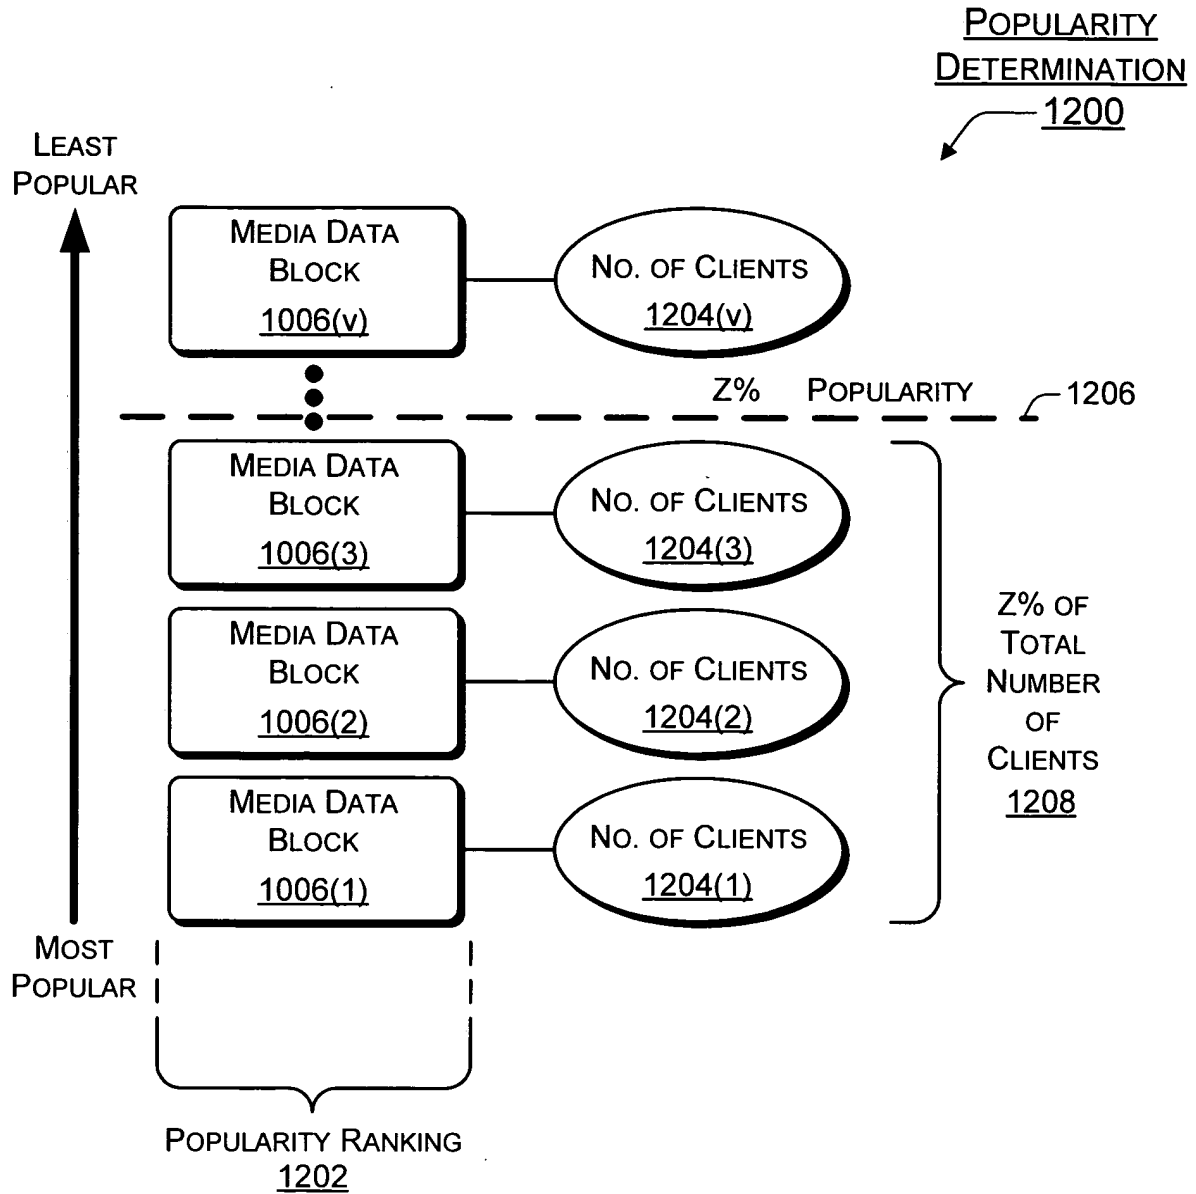 POPULARITY
DETERMINATION
1200
LEAST
POPULAR
MEDIA DATA
BLOCK
1006(v)
NO. OF CLIENTS
1204(v)
Z% POPULARITY
1206
MEDIA DATA
BLOCK
1006(3)
NO. OF CLIENTS
1204(3)
MEDIA DATA
BLOCK
1006(2)
NO. OF CLIENTS
1204(2)
MEDIA DATA
BLOCK
1006(1)
NO. OF CLIENTS
1204(1)
Z% OF
TOTAL
NUMBER
OF
CLIENTS
1208
MOST
POPULAR
POPULARITY RANKING
1202